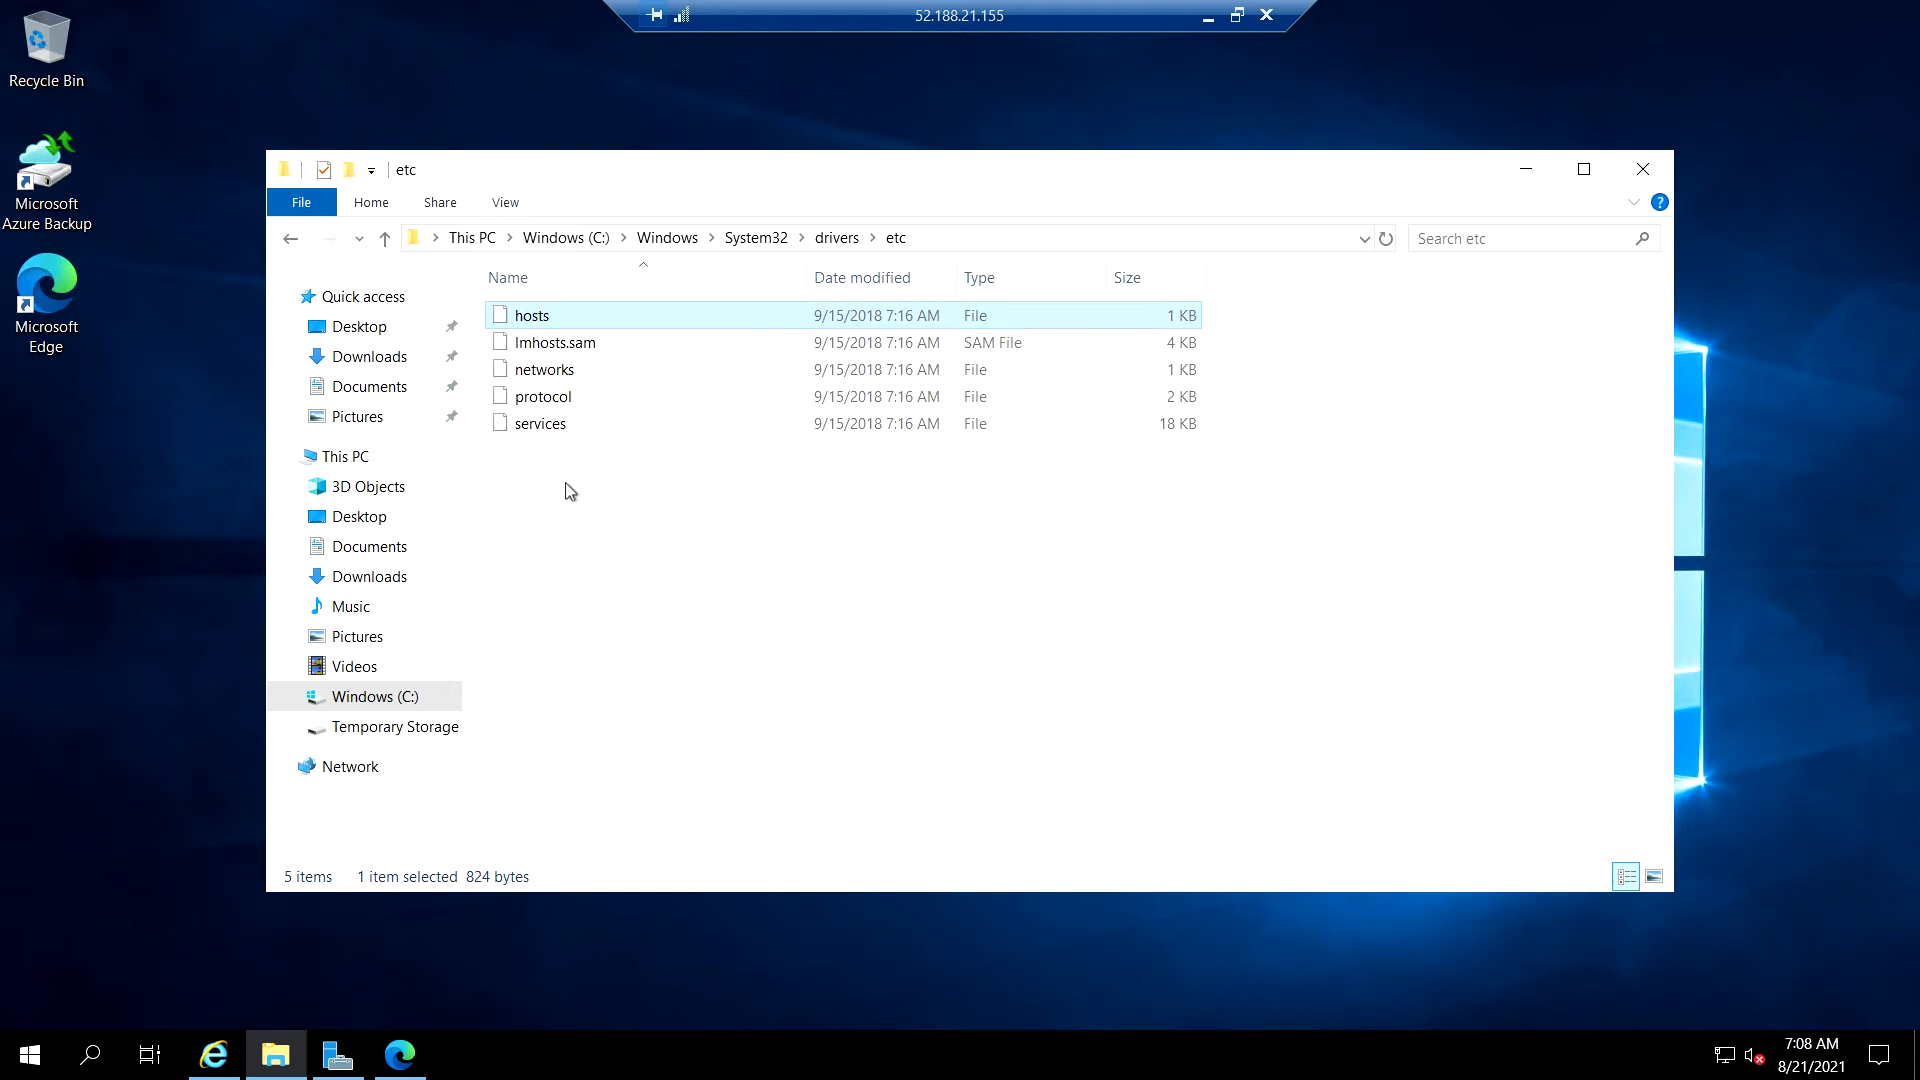 52.188.21.155
Recycle Bin
Microsoft
Azure Backup
Microsoft
Edge
etc
File Home Share View
This PC Windows (C:) Windows System32 drivers etc
Search etc
Name Date modified Type Size
hosts 9/15/2018 7:16 AM File 1 KB
lmhosts.sam 9/15/2018 7:16 AM SAM File 4 KB
networks 9/15/2018 7:16 AM File 1 KB
protocol 9/15/2018 7:16 AM File 2 KB
services 9/15/2018 7:16 AM File 18 KB
Quick access
Desktop
Downloads
Documents
Pictures
This PC
3D Objects
Desktop
Documents
Downloads
Music
Pictures
Videos
Windows (C:)
Temporary Storage
Network
5 items 1 item selected 824 bytes
7:08 AM
8/21/2021